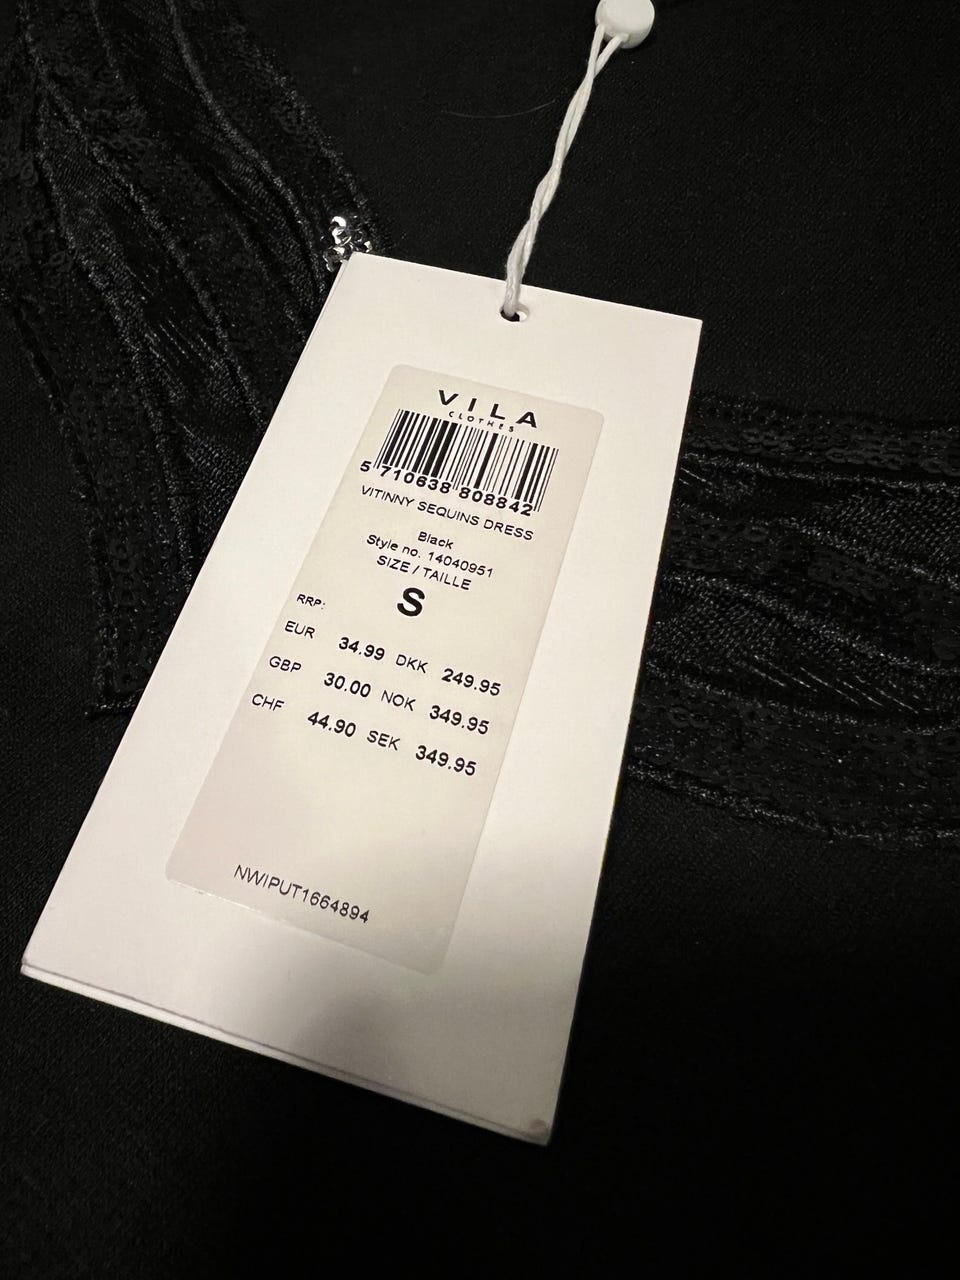 VILA
CLOTHES
5 710638 808842
VITINNY SEQUINS DRESS
Black
Style no. 14040951
SIZE / TAILLE
S
RRP:
EUR 34.99 DKK 249.95
GBP 30.00 NOK 349.95
CHF 44.90 SEK 349.95
NWIPUT1664894